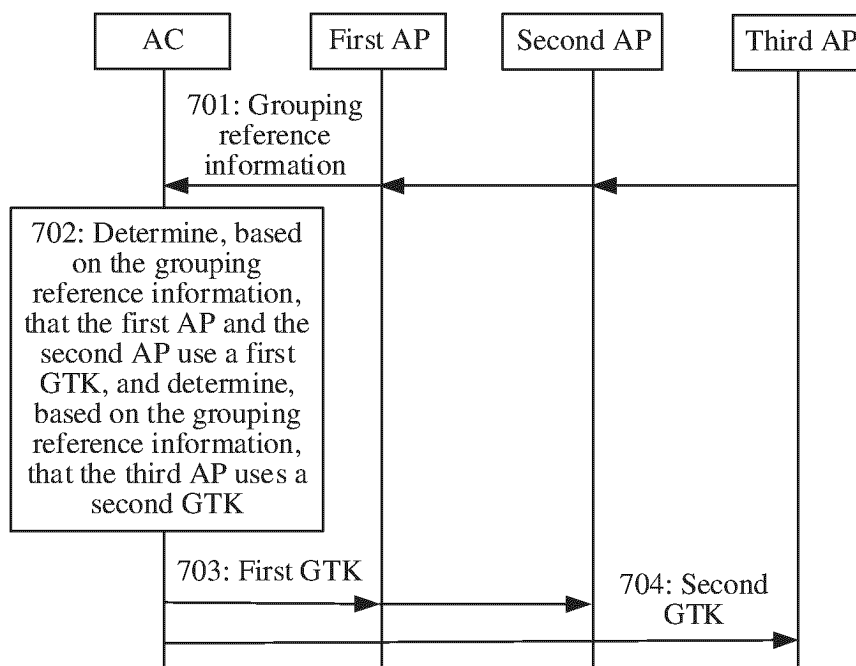 AC
First AP
Second AP
Third AP
701: Grouping
reference
information
702: Determine, based
on the grouping
reference information,
that the first AP and the
second AP use a first
GTK, and determine,
based on the grouping
reference information,
that the third AP uses a
second GTK
703: First GTK
704: Second
GTK